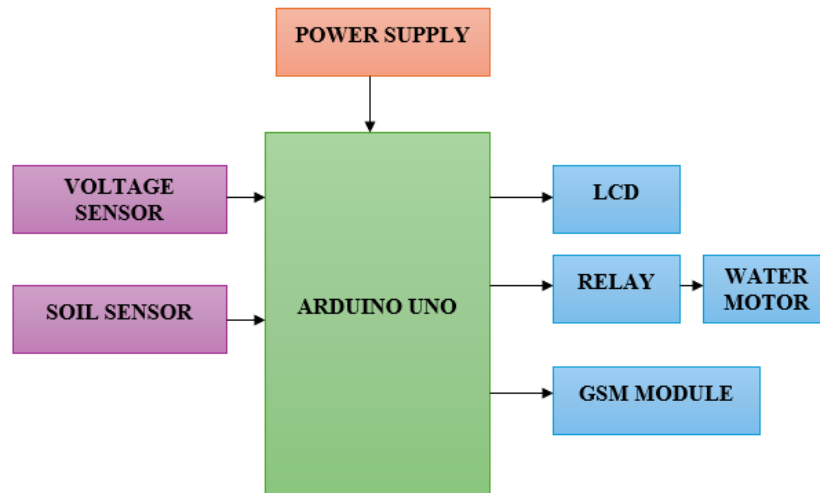 POWER SUPPLY
VOLTAGE
SENSOR
SOIL SENSOR
ARDUINO UNO
LCD
RELAY
WATER
MOTOR
GSM MODULE